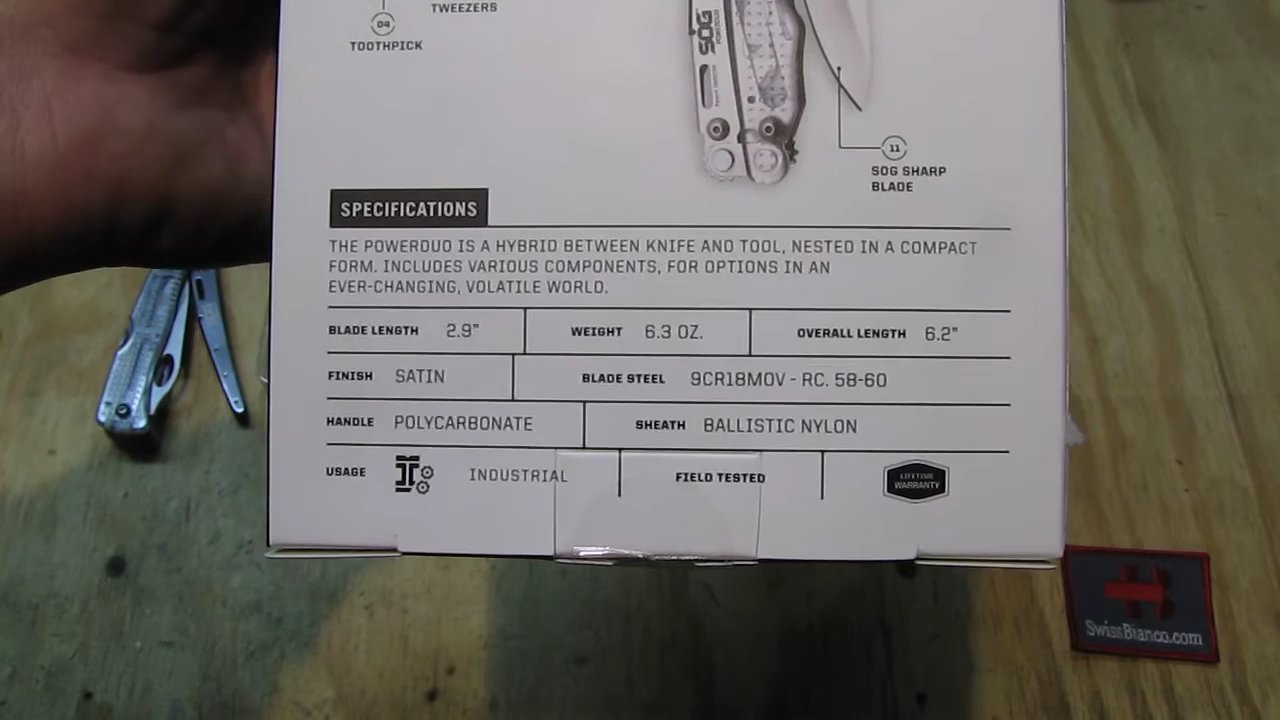 TWEEZERS
04
TOOTHPICK
SOG
POWERDUO
11
SOG SHARP
BLADE
SPECIFICATIONS
THE POWERDUO IS A HYBRID BETWEEN KNIFE AND TOOL, NESTED IN A COMPACT
FORM. INCLUDES VARIOUS COMPONENTS, FOR OPTIONS IN AN
EVER-CHANGING, VOLATILE WORLD.
BLADE LENGTH 2.9" WEIGHT 6.3 OZ. OVERALL LENGTH 6.2"
FINISH SATIN BLADE STEEL 9CR18MOV - RC. 58-60
HANDLE POLYCARBONATE SHEATH BALLISTIC NYLON
USAGE INDUSTRIAL FIELD TESTED
LIFETIME
WARRANTY
SwissBianco.com